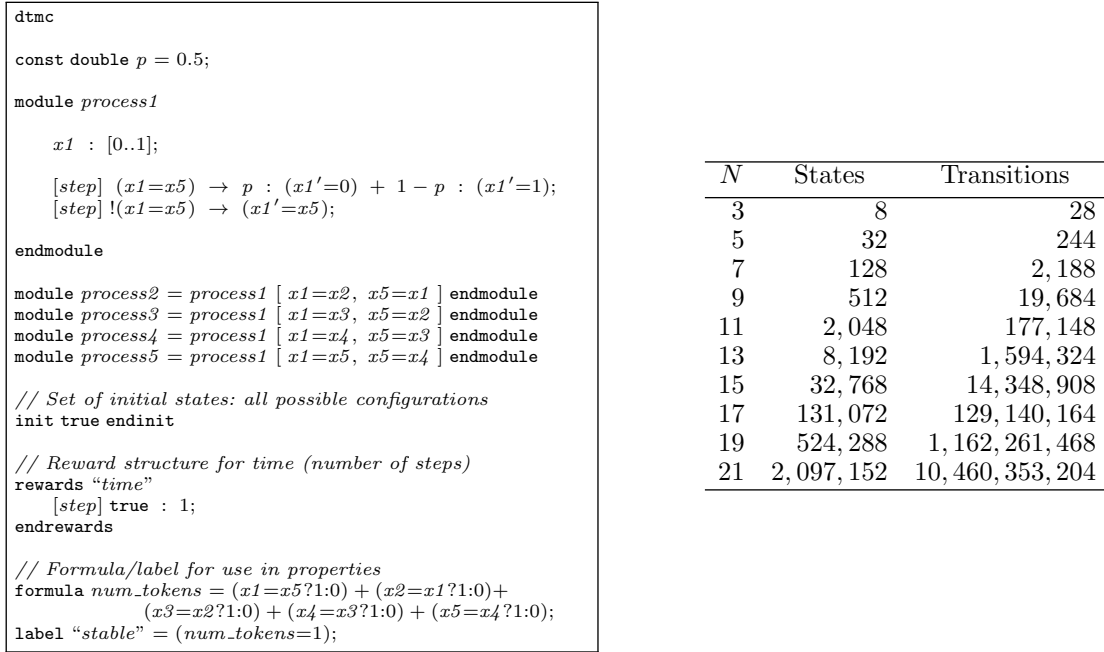 dtmc
const double p = 0.5;
module process1
x1 : [0..1];
[step] (x1=x5) → p : (x1′=0) + 1 − p : (x1′=1);
[step] !(x1=x5) → (x1′=x5);
endmodule
module process2 = process1 [ x1=x2, x5=x1 ] endmodule
module process3 = process1 [ x1=x3, x5=x2 ] endmodule
module process4 = process1 [ x1=x4, x5=x3 ] endmodule
module process5 = process1 [ x1=x5, x5=x4 ] endmodule
// Set of initial states: all possible configurations
init true endinit
// Reward structure for time (number of steps)
rewards “time”
[step] true : 1;
endrewards
// Formula/label for use in properties
formula num_tokens = (x1=x5?1:0) + (x2=x1?1:0)+
(x3=x2?1:0) + (x4=x3?1:0) + (x5=x4?1:0);
label “stable” = (num_tokens=1);
N States Transitions
3 8 28
5 32 244
7 128 2,188
9 512 19,684
11 2,048 177,148
13 8,192 1,594,324
15 32,768 14,348,908
17 131,072 129,140,164
19 524,288 1,162,261,468
21 2,097,152 10,460,353,204